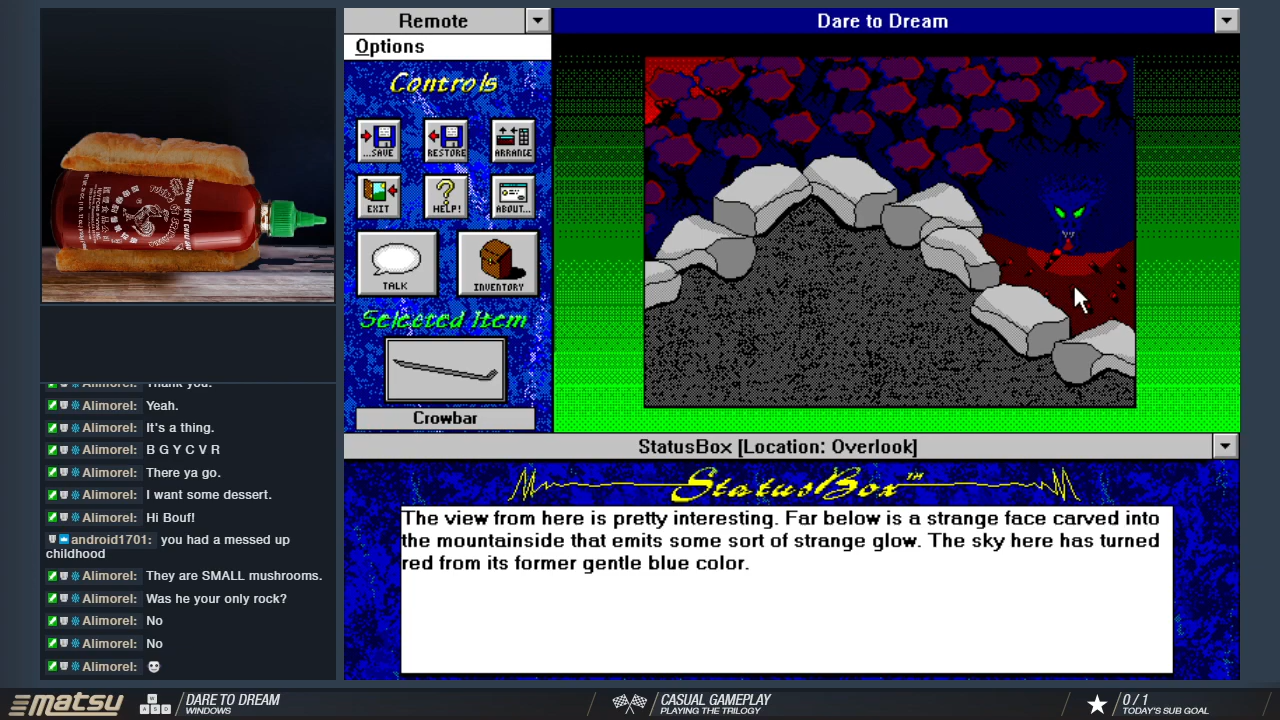 Remote
Options
Controls
...SAVE
RESTORE
ARRANGE
EXIT
HELP!
ABOUT...
TALK
INVENTORY
Selected Item
Crowbar
Dare to Dream
StatusBox [Location: Overlook]
StatusBox™
The view from here is pretty interesting. Far below is a strange face carved into
the mountainside that emits some sort of strange glow. The sky here has turned
red from its former gentle blue color.
Alimorel: Thank you.
Alimorel: Yeah.
Alimorel: It's a thing.
Alimorel: B G Y C V R
Alimorel: There ya go.
Alimorel: I want some dessert.
Alimorel: Hi Bouf!
android1701: you had a messed up
childhood
Alimorel: They are SMALL mushrooms.
Alimorel: Was he your only rock?
Alimorel: No
Alimorel: No
Alimorel:
MATSU
W
A S D
DARE TO DREAM
WINDOWS
CASUAL GAMEPLAY
PLAYING THE TRILOGY
0 / 1
TODAY'S SUB GOAL